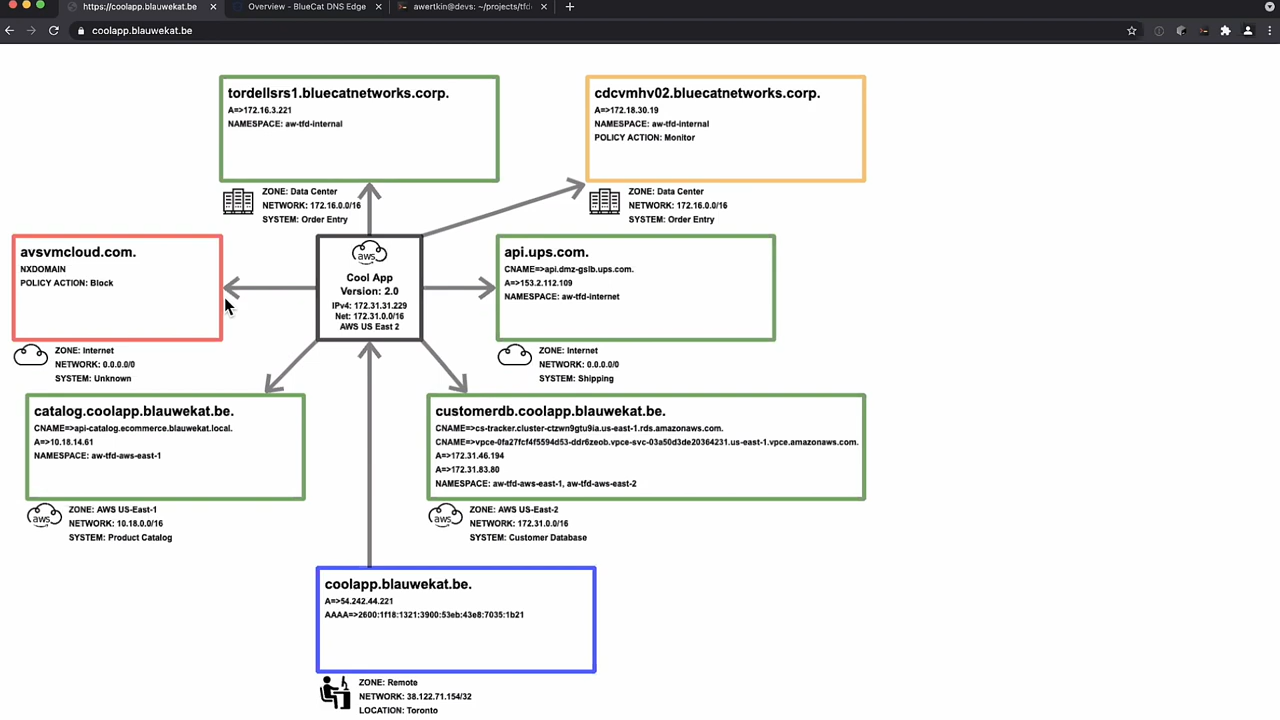 https://coolapp.blauwekat.be
Overview - BlueCat DNS Edge
awertkin@devs: ~/projects/tfd
coolapp.blauwekat.be
tordellsrs1.bluecatnetworks.corp.
A=>172.16.3.221
NAMESPACE: aw-tfd-internal
ZONE: Data Center
NETWORK: 172.16.0.0/16
SYSTEM: Order Entry
cdcvmhv02.bluecatnetworks.corp.
A=>172.18.30.19
NAMESPACE: aw-tfd-internal
POLICY ACTION: Monitor
ZONE: Data Center
NETWORK: 172.16.0.0/16
SYSTEM: Order Entry
avsvmcloud.com.
NXDOMAIN
POLICY ACTION: Block
ZONE: Internet
NETWORK: 0.0.0.0/0
SYSTEM: Unknown
aws
Cool App
Version: 2.0
IPv4: 172.31.31.229
Net: 172.31.0.0/16
AWS US East 2
api.ups.com.
CNAME=>api.dmz-gslb.ups.com.
A=>153.2.112.109
NAMESPACE: aw-tfd-internet
ZONE: Internet
NETWORK: 0.0.0.0/0
SYSTEM: Shipping
catalog.coolapp.blauwekat.be.
CNAME=>api-catalog.ecommerce.blauwekat.local.
A=>10.18.14.61
NAMESPACE: aw-tfd-aws-east-1
aws
ZONE: AWS US-East-1
NETWORK: 10.18.0.0/16
SYSTEM: Product Catalog
customerdb.coolapp.blauwekat.be.
CNAME=>cs-tracker.cluster-ctzwn9gtu9ia.us-east-1.rds.amazonaws.com.
CNAME=>vpce-0fa27fcf4f5594d53-ddr6zeob.vpce-svc-03a50d3de20364231.us-east-1.vpce.amazonaws.com.
A=>172.31.46.194
A=>172.31.83.80
NAMESPACE: aw-tfd-aws-east-1, aw-tfd-aws-east-2
aws
ZONE: AWS US-East-2
NETWORK: 172.31.0.0/16
SYSTEM: Customer Database
coolapp.blauwekat.be.
A=>54.242.44.221
AAAA=>2600:1f18:1321:3900:53eb:43e8:7035:1b21
ZONE: Remote
NETWORK: 38.122.71.154/32
LOCATION: Toronto